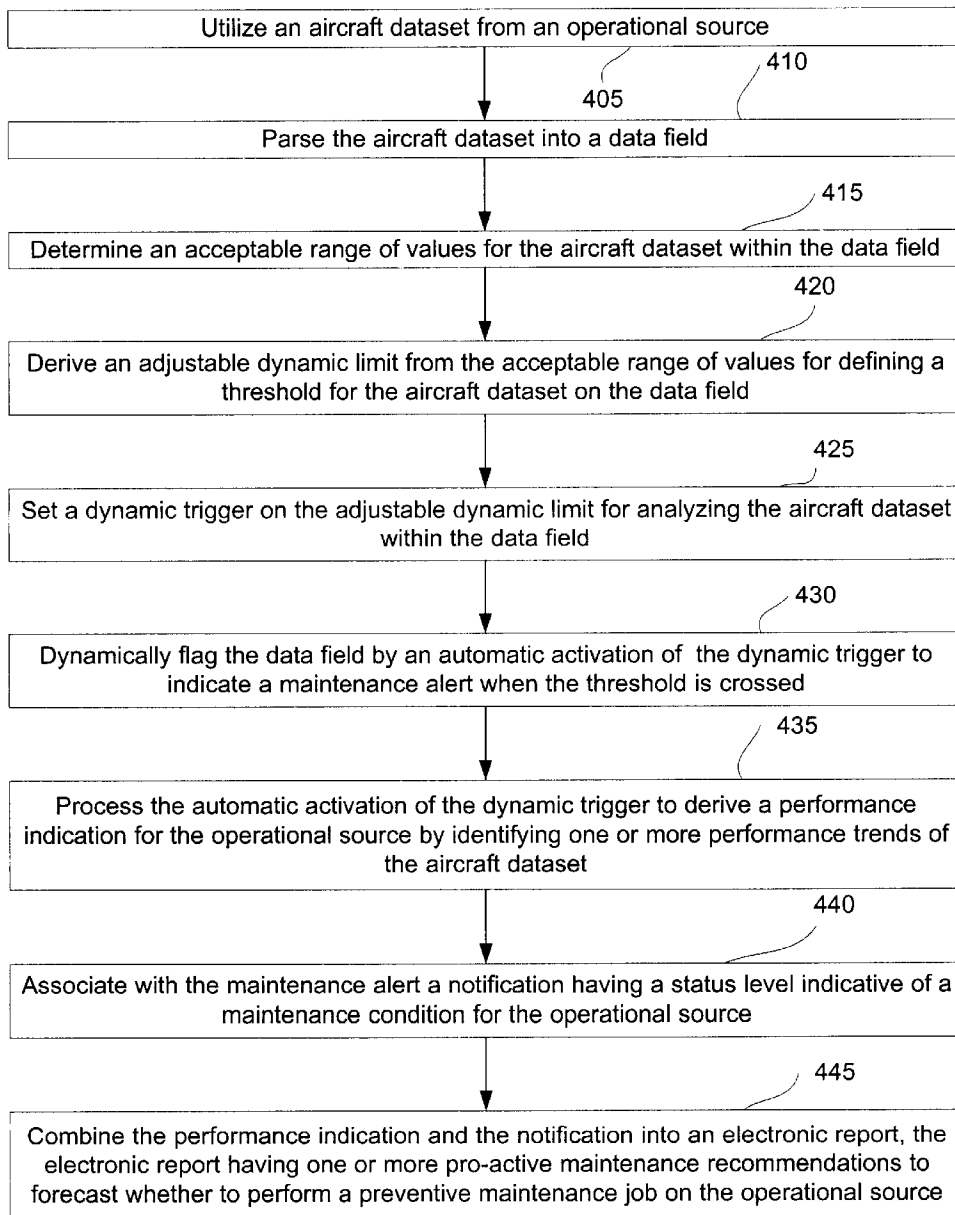 Utilize an aircraft dataset from an operational source
405
410
Parse the aircraft dataset into a data field
415
Determine an acceptable range of values for the aircraft dataset within the data field
420
Derive an adjustable dynamic limit from the acceptable range of values for defining a
threshold for the aircraft dataset on the data field
425
Set a dynamic trigger on the adjustable dynamic limit for analyzing the aircraft dataset
within the data field
430
Dynamically flag the data field by an automatic activation of the dynamic trigger to
indicate a maintenance alert when the threshold is crossed
435
Process the automatic activation of the dynamic trigger to derive a performance
indication for the operational source by identifying one or more performance trends of
the aircraft dataset
440
Associate with the maintenance alert a notification having a status level indicative of a
maintenance condition for the operational source
445
Combine the performance indication and the notification into an electronic report, the
electronic report having one or more pro-active maintenance recommendations to
forecast whether to perform a preventive maintenance job on the operational source